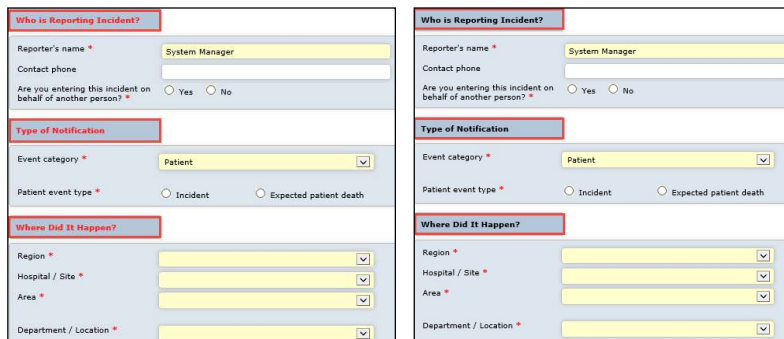 Who is Reporting Incident?
Reporter's name *
System Manager
Contact phone
Are you entering this incident on
behalf of another person? *
Yes
No
Type of Notification
Event category *
Patient
Patient event type *
Incident
Expected patient death
Where Did It Happen?
Region *
Hospital / Site *
Area *
Department / Location *
Who is Reporting Incident?
Reporter's name *
System Manager
Contact phone
Are you entering this incident on
behalf of another person? *
Yes
No
Type of Notification
Event category *
Patient
Patient event type *
Incident
Expected patient death
Where Did It Happen?
Region *
Hospital / Site *
Area *
Department / Location *